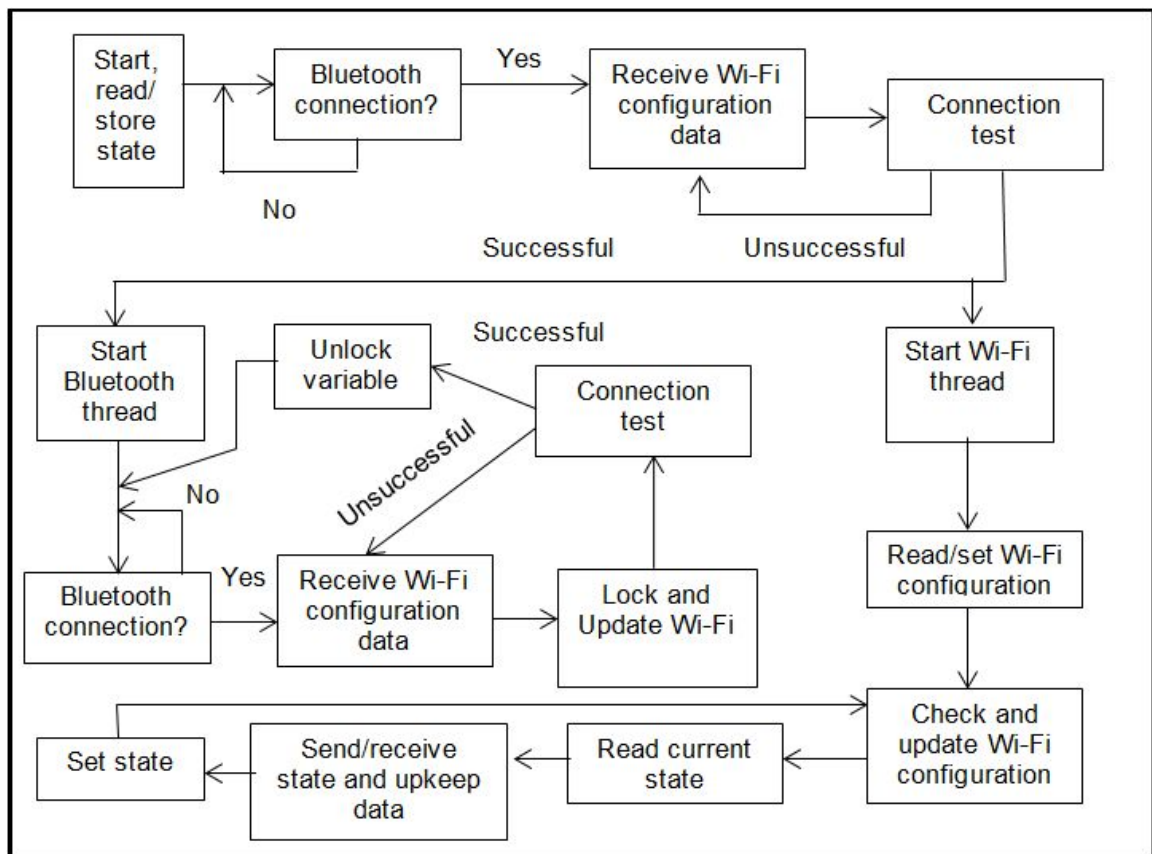 Start,
read/
store
state
Bluetooth
connection?
Yes
No
Receive Wi-Fi
configuration
data
Connection
test
Successful
Unsuccessful
Start
Bluetooth
thread
Unlock
variable
Successful
Connection
test
Unsuccessful
Start Wi-Fi
thread
No
Bluetooth
connection?
Yes
Receive Wi-Fi
configuration
data
Lock and
Update Wi-Fi
Read/set Wi-Fi
configuration
Set state
Send/receive
state and upkeep
data
Read current
state
Check and
update Wi-Fi
configuration